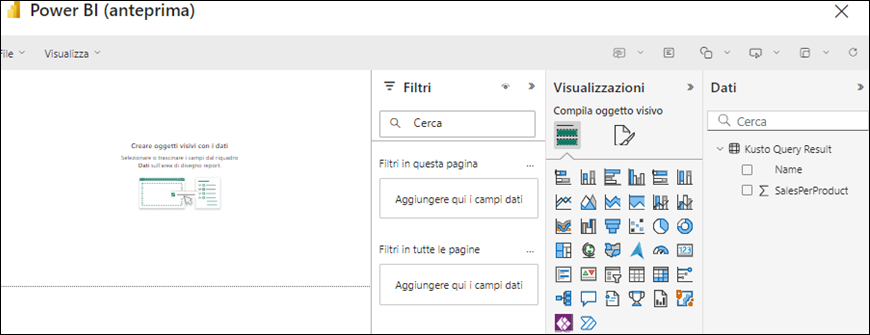 Power BI (anteprima)
File
Visualizza
Creare oggetti visivi con i dati
Selezionare o trascinare i campi dal riquadro
Dati sull'area di disegno report.
Filtri
Cerca
Filtri in questa pagina
...
Aggiungere qui i campi dati
Filtri in tutte le pagine
...
Aggiungere qui i campi dati
Visualizzazioni
Compila oggetto visivo
123
Dati
Cerca
Kusto Query Result
Name
∑ SalesPerProduct